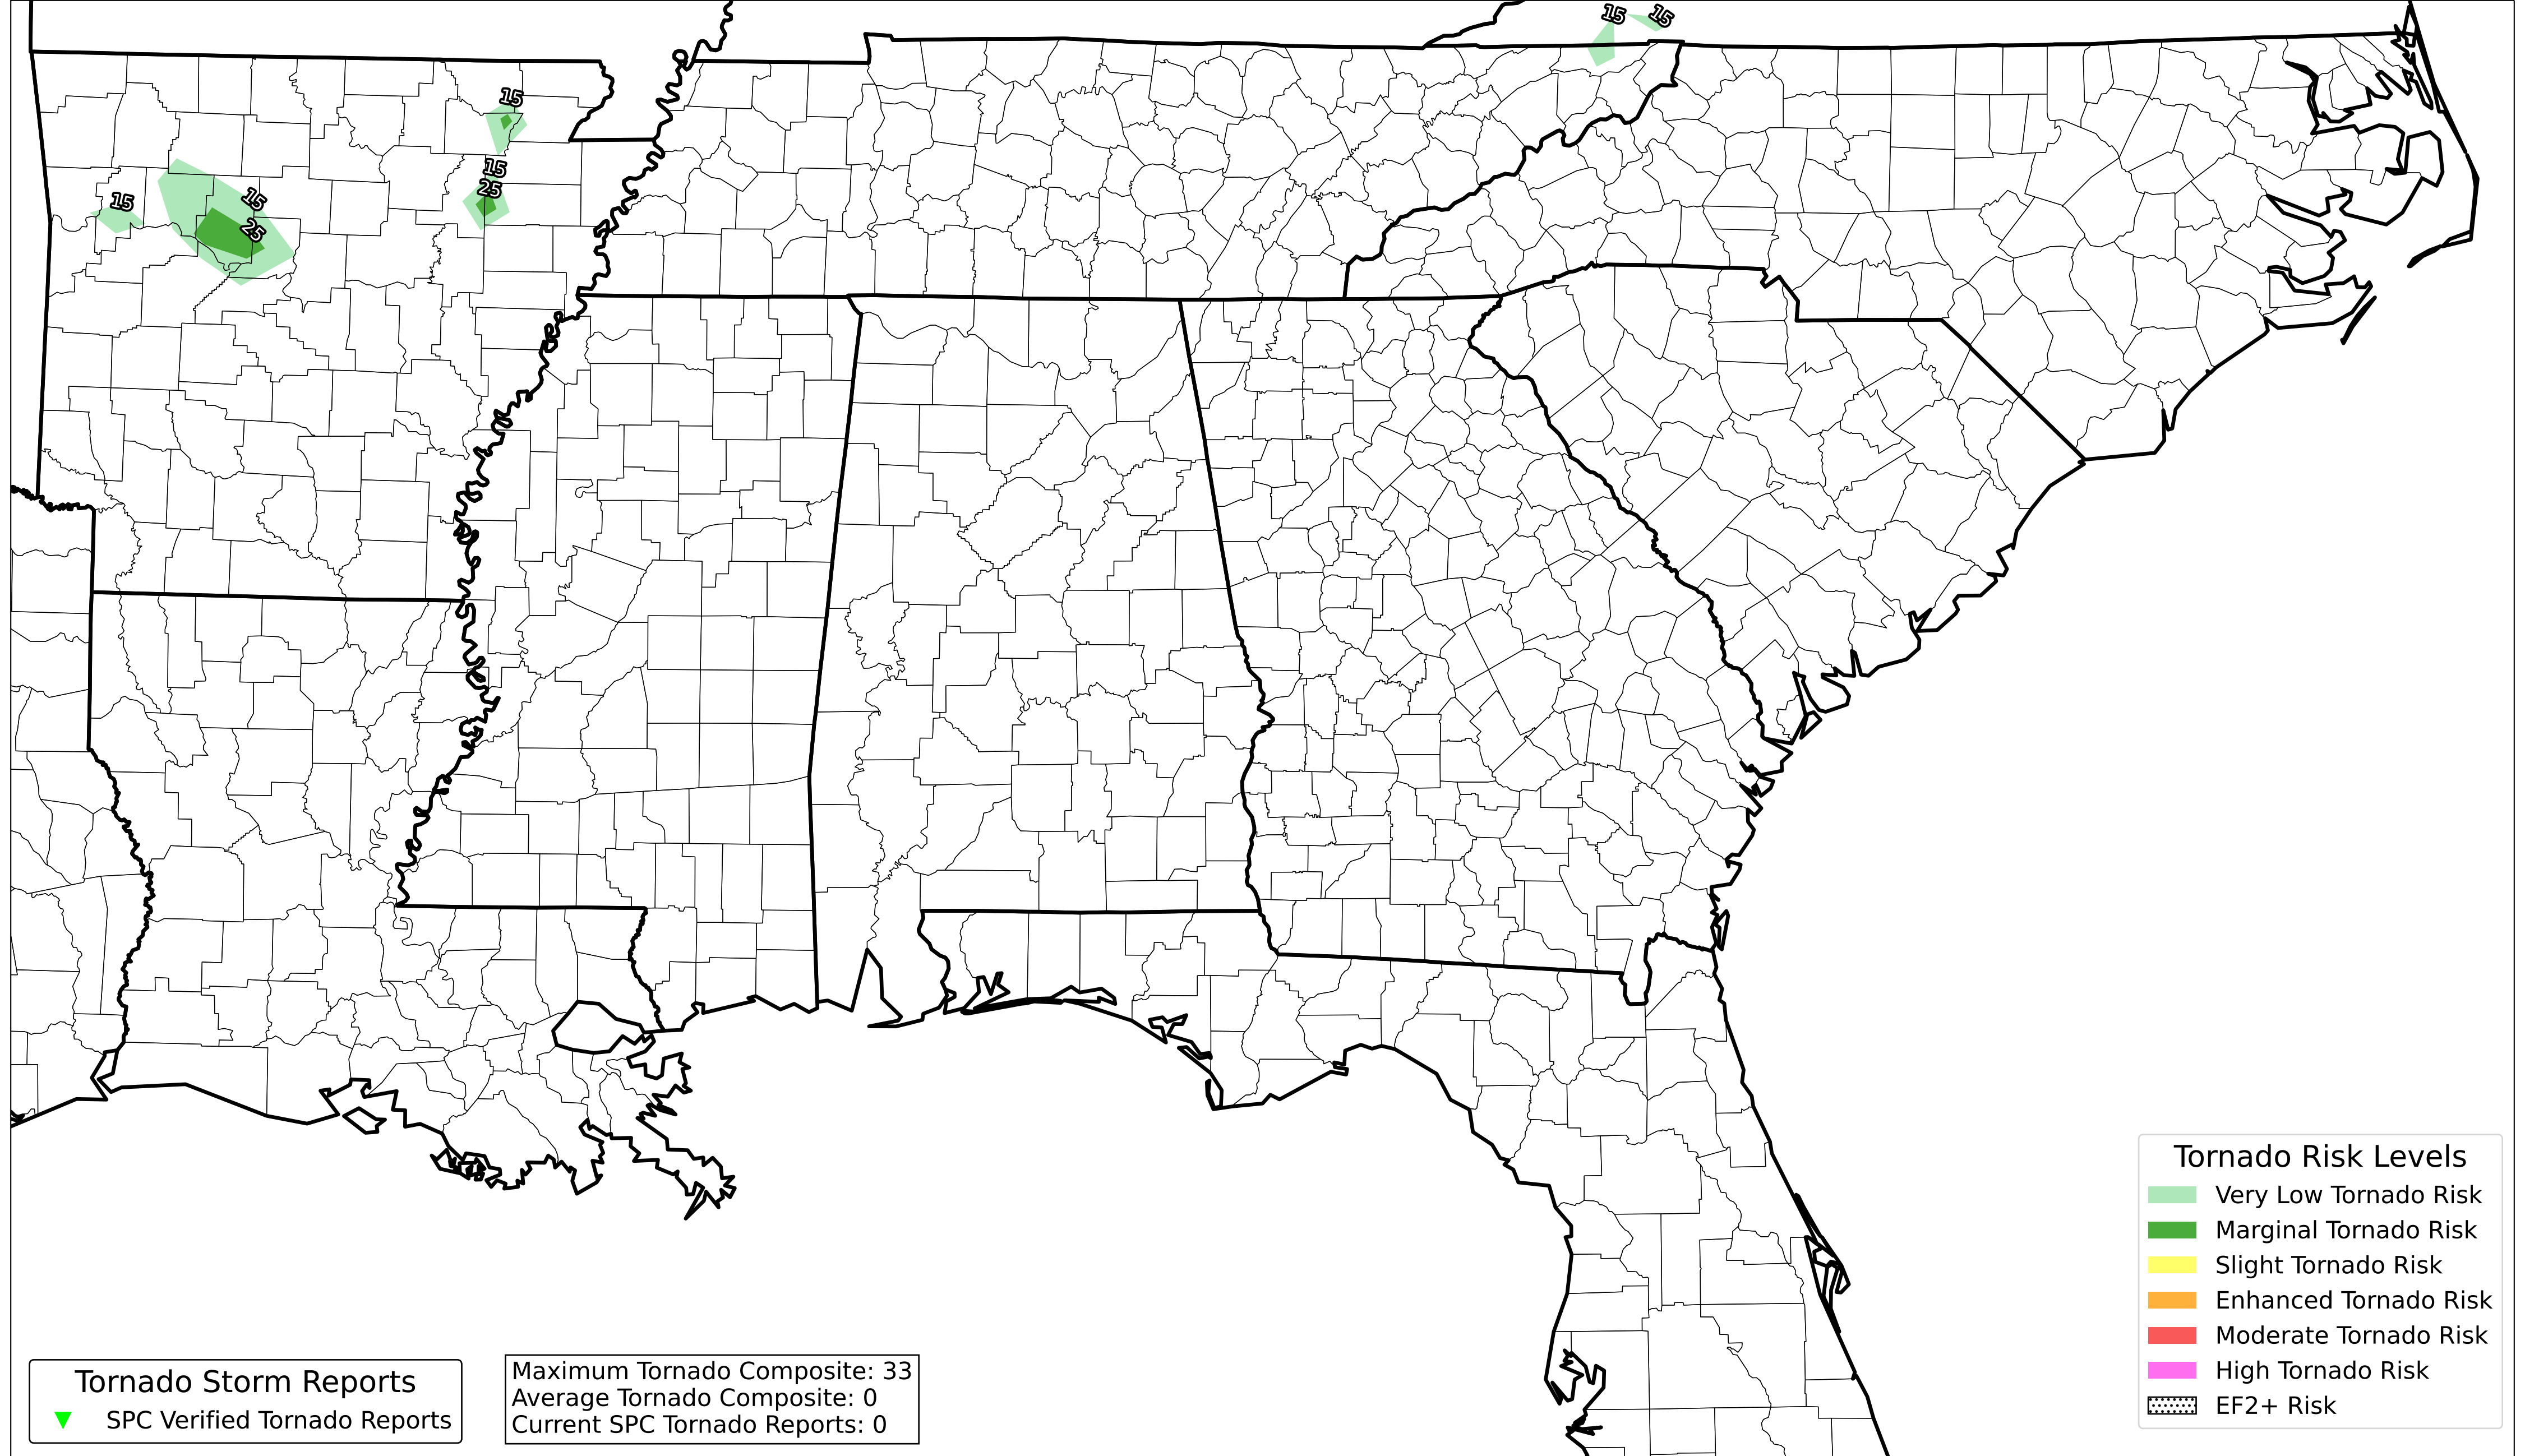 15
15
15
15
25
15
15
25
Tornado Risk Levels
Very Low Tornado Risk
Marginal Tornado Risk
Slight Tornado Risk
Enhanced Tornado Risk
Moderate Tornado Risk
High Tornado Risk
EF2+ Risk
Tornado Storm Reports
SPC Verified Tornado Reports
Maximum Tornado Composite: 33
Average Tornado Composite: 0
Current SPC Tornado Reports: 0